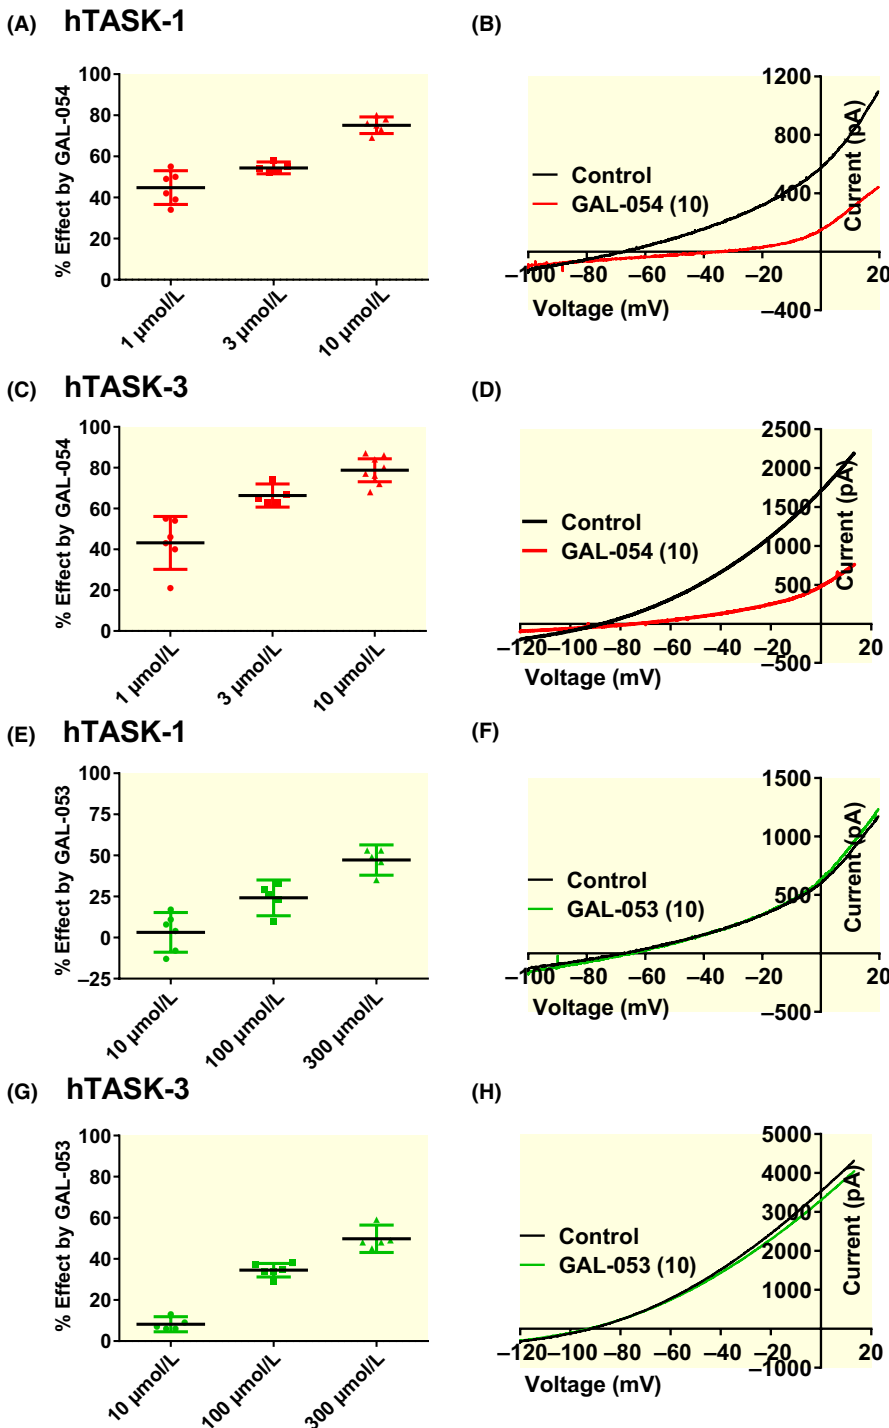 (A) hTASK-1
% Effect by GAL-054
100
80
60
40
20
0
1 µmol/L
3 µmol/L
10 µmol/L
(B)
1200
800
400
−400
Current (pA)
Control
GAL-054 (10)
−100 −80 −60 −40 −20 20
Voltage (mV)
(C) hTASK-3
% Effect by GAL-054
100
80
60
40
20
0
1 µmol/L
3 µmol/L
10 µmol/L
(D)
2500
2000
1500
1000
500
−500
Current (pA)
Control
GAL-054 (10)
−120 −100 −80 −60 −40 −20 20
Voltage (mV)
(E) hTASK-1
% Effect by GAL-053
100
75
50
25
0
−25
10 µmol/L
100 µmol/L
300 µmol/L
(F)
1500
1000
500
−500
Current (pA)
Control
GAL-053 (10)
−100 −80 −60 −40 −20 20
Voltage (mV)
(G) hTASK-3
% Effect by GAL-053
100
80
60
40
20
0
10 µmol/L
100 µmol/L
300 µmol/L
(H)
5000
4000
3000
2000
1000
−1000
Current (pA)
Control
GAL-053 (10)
−120 −100 −80 −60 −40 −20 20
Voltage (mV)